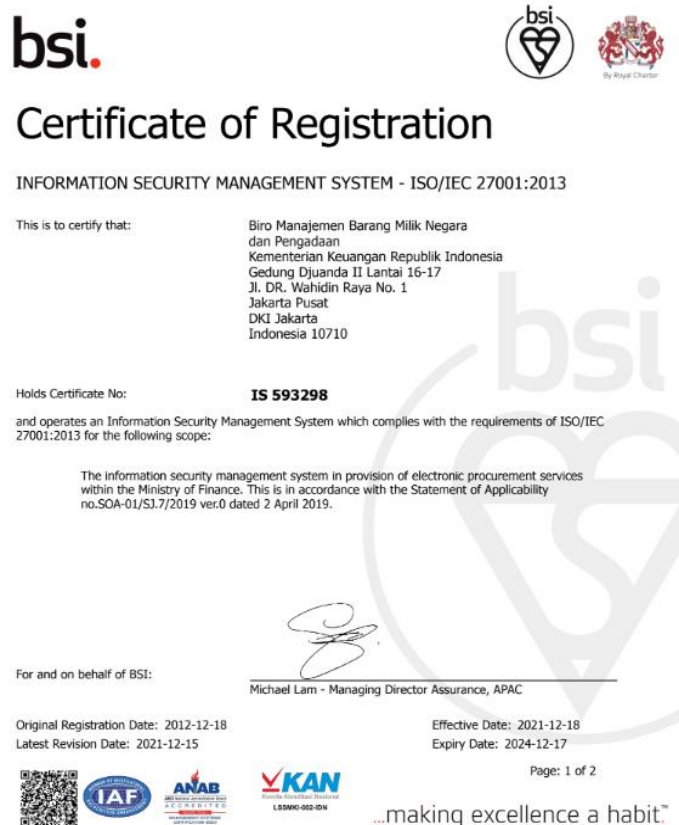 bsi.
bsi
By Royal Charter
Certificate of Registration
INFORMATION SECURITY MANAGEMENT SYSTEM - ISO/IEC 27001:2013
This is to certify that:
Biro Manajemen Barang Milik Negara
dan Pengadaan
Kementerian Keuangan Republik Indonesia
Gedung Djuanda II Lantai 16-17
Jl. DR. Wahidin Raya No. 1
Jakarta Pusat
DKI Jakarta
Indonesia 10710
bsi
Holds Certificate No:
IS 593298
and operates an Information Security Management System which complies with the requirements of ISO/IEC
27001:2013 for the following scope:
The information security management system in provision of electronic procurement services
within the Ministry of Finance. This is in accordance with the Statement of Applicability
no.SOA-01/SJ.7/2019 ver.0 dated 2 April 2019.
For and on behalf of BSI:
Michael Lam - Managing Director Assurance, APAC
Original Registration Date: 2012-12-18
Effective Date: 2021-12-18
Latest Revision Date: 2021-12-15
Expiry Date: 2024-12-17
Page: 1 of 2
IAF
ANAB
ACCREDITED
KAN
Komite Akreditasi Nasional
LSSMKI-002-IDN
...making excellence a habit.™